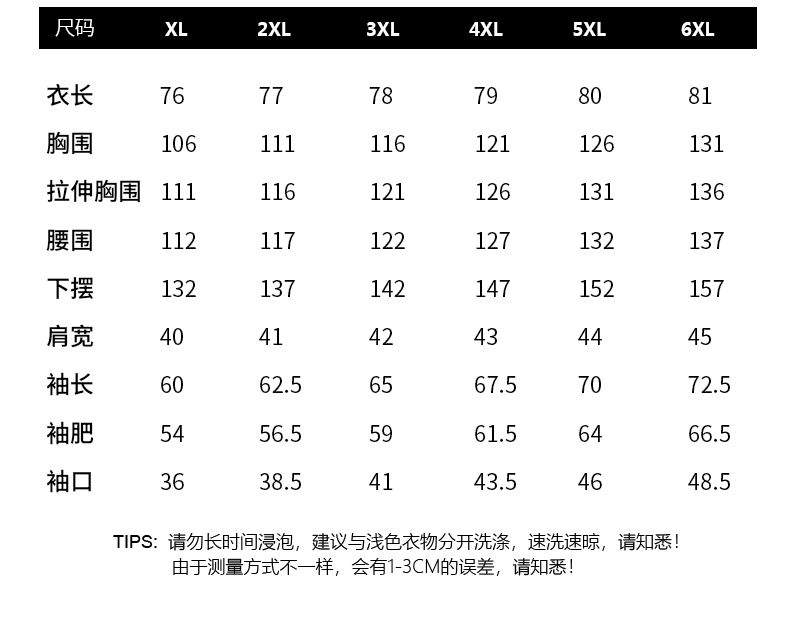 尺码 XL 2XL 3XL 4XL 5XL 6XL
衣长 76 77 78 79 80 81
胸围 106 111 116 121 126 131
拉伸胸围 111 116 121 126 131 136
腰围 112 117 122 127 132 137
下摆 132 137 142 147 152 157
肩宽 40 41 42 43 44 45
袖长 60 62.5 65 67.5 70 72.5
袖肥 54 56.5 59 61.5 64 66.5
袖口 36 38.5 41 43.5 46 48.5
TIPS: 请勿长时间浸泡，建议与浅色衣物分开洗涤，速洗速晾，请知悉！
由于测量方式不一样，会有1-3CM的误差，请知悉！